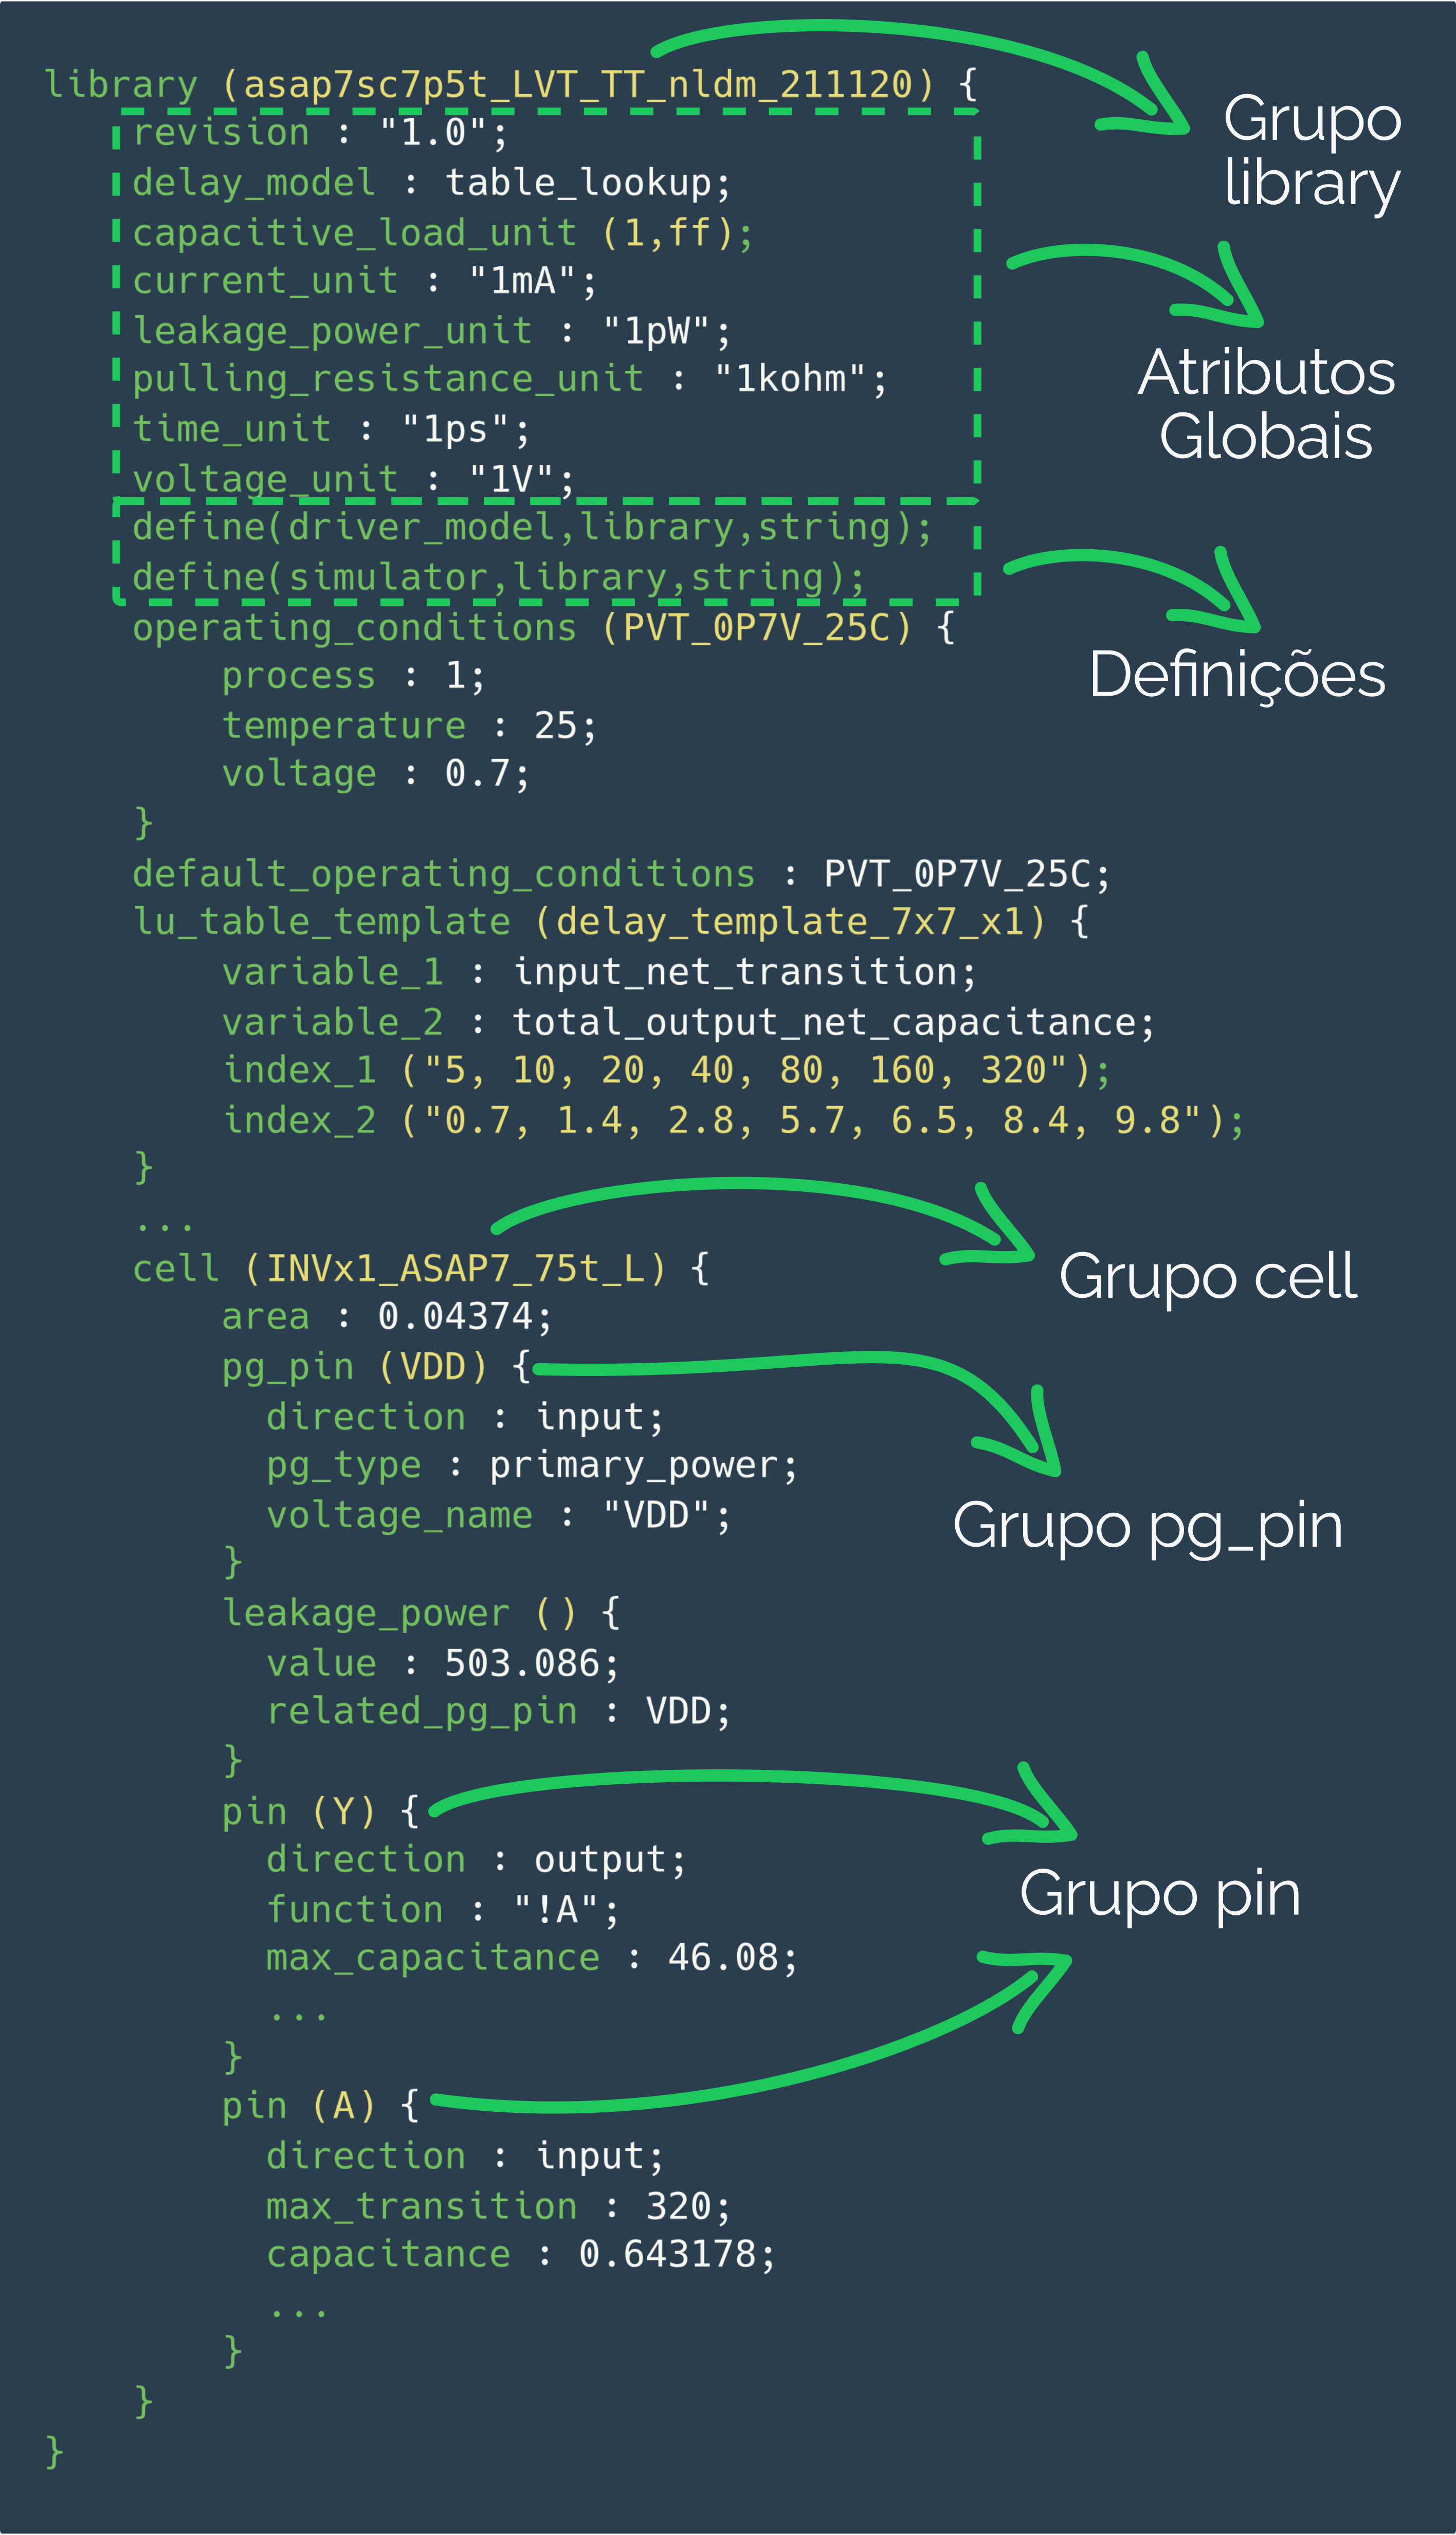 library (asap7sc7p5t_LVT_TT_nldm_211120) {
Grupo
library
revision : "1.0";
delay_model : table_lookup;
capacitive_load_unit (1,ff);
current_unit : "1mA";
leakage_power_unit : "1pW";
pulling_resistance_unit : "1kohm";
time_unit : "1ps";
voltage_unit : "1V";
Atributos
Globais
define(driver_model,library,string);
define(simulator,library,string);
Definições
operating_conditions (PVT_0P7V_25C) {
process : 1;
temperature : 25;
voltage : 0.7;
}
default_operating_conditions : PVT_0P7V_25C;
lu_table_template (delay_template_7x7_x1) {
variable_1 : input_net_transition;
variable_2 : total_output_net_capacitance;
index_1 ("5, 10, 20, 40, 80, 160, 320");
index_2 ("0.7, 1.4, 2.8, 5.7, 6.5, 8.4, 9.8");
}
...
cell (INVx1_ASAP7_75t_L) {
Grupo cell
area : 0.04374;
pg_pin (VDD) {
direction : input;
pg_type : primary_power;
voltage_name : "VDD";
}
Grupo pg_pin
leakage_power () {
value : 503.086;
related_pg_pin : VDD;
}
pin (Y) {
direction : output;
function : "!A";
max_capacitance : 46.08;
...
}
Grupo pin
pin (A) {
direction : input;
max_transition : 320;
capacitance : 0.643178;
...
}
}
}